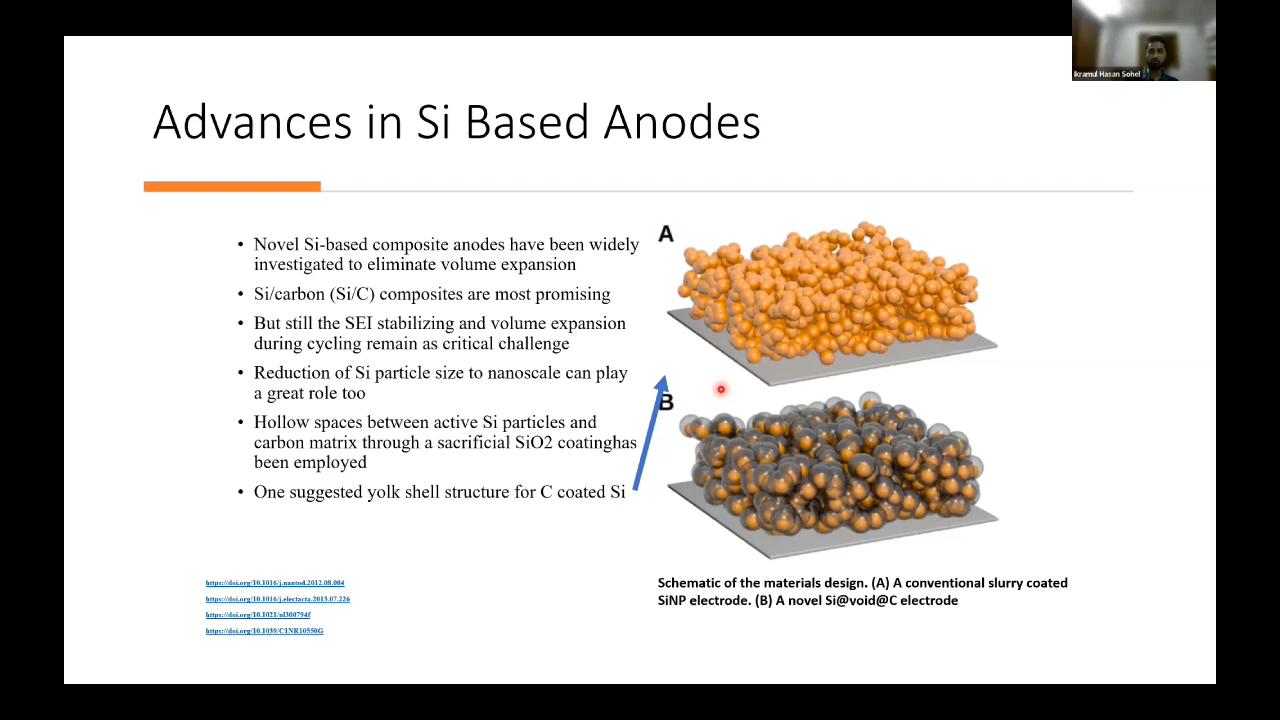 Ikramul Hasan Sohel
Advances in Si Based Anodes
• Novel Si-based composite anodes have been widely
investigated to eliminate volume expansion
• Si/carbon (Si/C) composites are most promising
• But still the SEI stabilizing and volume expansion
during cycling remain as critical challenge
• Reduction of Si particle size to nanoscale can play
a great role too
• Hollow spaces between active Si particles and
carbon matrix through a sacrificial SiO2 coatinghas
been employed
• One suggested yolk shell structure for C coated Si
A
B
Schematic of the materials design. (A) A conventional slurry coated
SiNP electrode. (B) A novel Si@void@C electrode
https://doi.org/10.1016/j.nantod.2012.08.004
https://doi.org/10.1016/j.electacta.2013.07.226
https://doi.org/10.1021/nl300794f
https://doi.org/10.1039/C1NR10550G